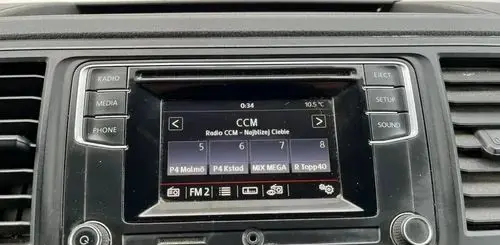 RADIO
MEDIA
PHONE
EJECT
SETUP
SOUND
0:34 10.5°C
< CCM >
Radio CCM - Najbliżej Ciebie
5 6 7 8
P4 Malmö P4 Kstad MIX MEGA R Topp40
FM 2